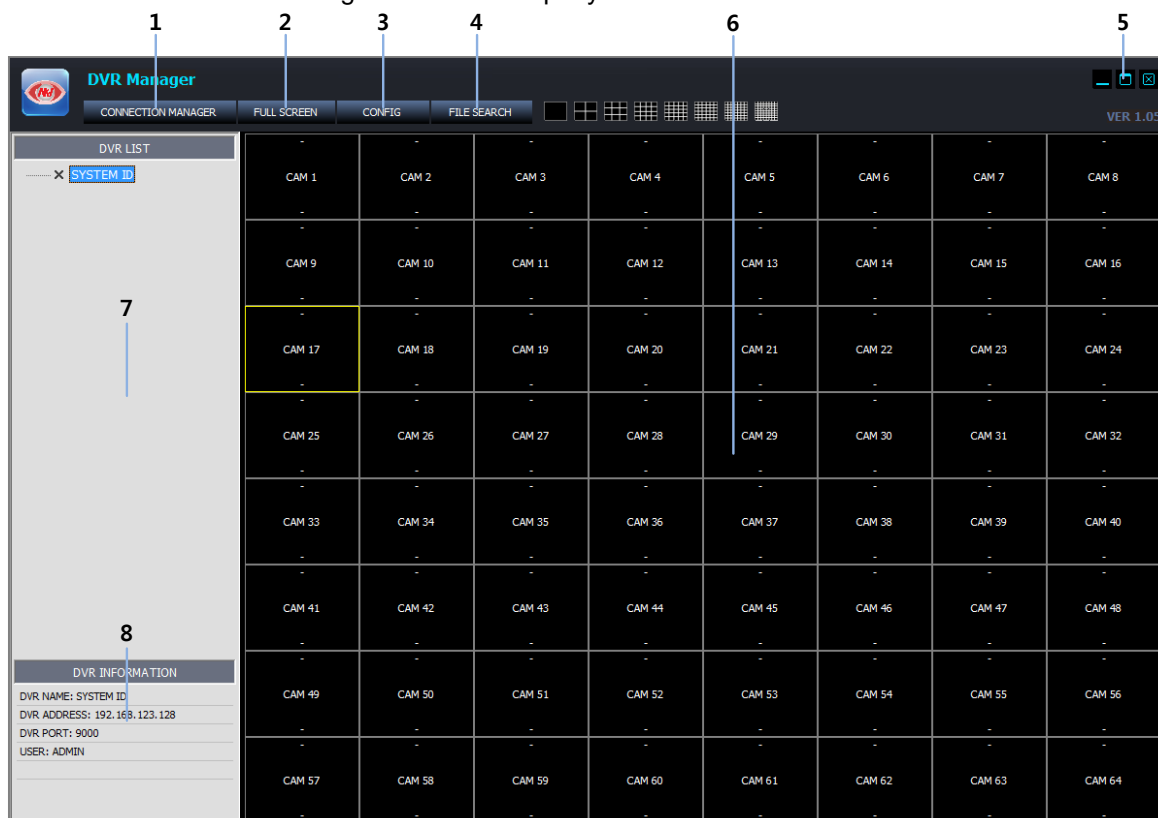 1 2 3 4 6 5
DVR Manager
CONNECTION MANAGER FULL SCREEN CONFIG FILE SEARCH
VER 1.05
DVR LIST
SYSTEM ID
- - - - - - - -
CAM 1 CAM 2 CAM 3 CAM 4 CAM 5 CAM 6 CAM 7 CAM 8
- - - - - - - -
- - - - - - - -
CAM 9 CAM 10 CAM 11 CAM 12 CAM 13 CAM 14 CAM 15 CAM 16
- - - - - - - -
7
- - - - - - - -
CAM 17 CAM 18 CAM 19 CAM 20 CAM 21 CAM 22 CAM 23 CAM 24
- - - - - - - -
- - - - - - - -
CAM 25 CAM 26 CAM 27 CAM 28 CAM 29 CAM 30 CAM 31 CAM 32
- - - - - - - -
- - - - - - - -
CAM 33 CAM 34 CAM 35 CAM 36 CAM 37 CAM 38 CAM 39 CAM 40
- - - - - - - -
- - - - - - - -
CAM 41 CAM 42 CAM 43 CAM 44 CAM 45 CAM 46 CAM 47 CAM 48
- - - - - - - -
8
DVR INFORMATION
DVR NAME: SYSTEM ID
DVR ADDRESS: 192.168.123.128
DVR PORT: 9000
USER: ADMIN
- - - - - - - -
CAM 49 CAM 50 CAM 51 CAM 52 CAM 53 CAM 54 CAM 55 CAM 56
- - - - - - - -
- - - - - - - -
CAM 57 CAM 58 CAM 59 CAM 60 CAM 61 CAM 62 CAM 63 CAM 64
- - - - - - - -